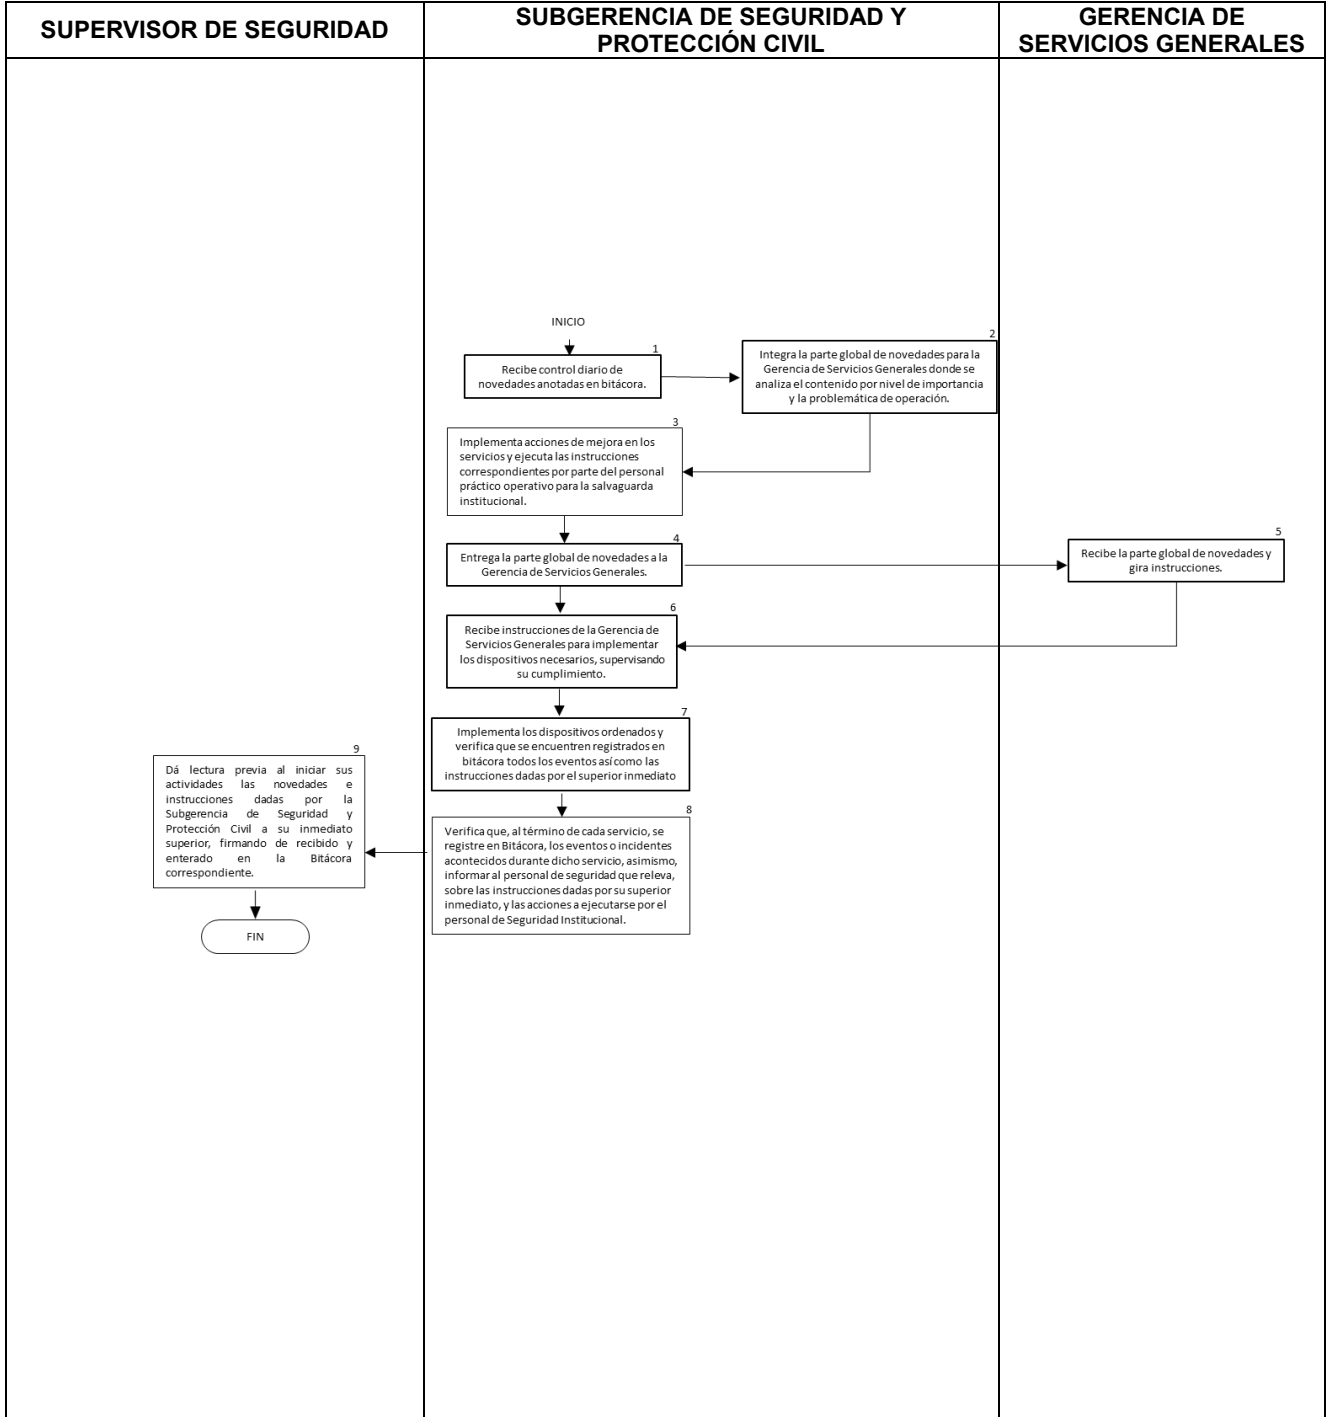 SUPERVISOR DE SEGURIDAD
SUBGERENCIA DE SEGURIDAD Y
PROTECCIÓN CIVIL
GERENCIA DE
SERVICIOS GENERALES
INICIO
1
Recibe control diario de
novedades anotadas en bitácora.
2
Integra la parte global de novedades para la
Gerencia de Servicios Generales donde se
analiza el contenido por nivel de importancia
y la problemática de operación.
3
Implementa acciones de mejora en los
servicios y ejecuta las instrucciones
correspondientes por parte del personal
práctico operativo para la salvaguarda
institucional.
4
Entrega la parte global de novedades a la
Gerencia de Servicios Generales.
5
Recibe la parte global de novedades y
gira instrucciones.
6
Recibe instrucciones de la Gerencia de
Servicios Generales para implementar
los dispositivos necesarios, supervisando
su cumplimiento.
7
Implementa los dispositivos ordenados y
verifica que se encuentren registrados en
bitácora todos los eventos así como las
instrucciones dadas por el superior inmediato
8
Verifica que, al término de cada servicio, se
registre en Bitácora, los eventos o incidentes
acontecidos durante dicho servicio, asimismo,
informar al personal de seguridad que releva,
sobre las instrucciones dadas por su superior
inmediato, y las acciones a ejecutarse por el
personal de Seguridad Institucional.
9
Dá lectura previa al iniciar sus
actividades las novedades e
instrucciones dadas por la
Subgerencia de Seguridad y
Protección Civil a su inmediato
superior, firmando de recibido y
enterado en la Bitácora
correspondiente.
FIN